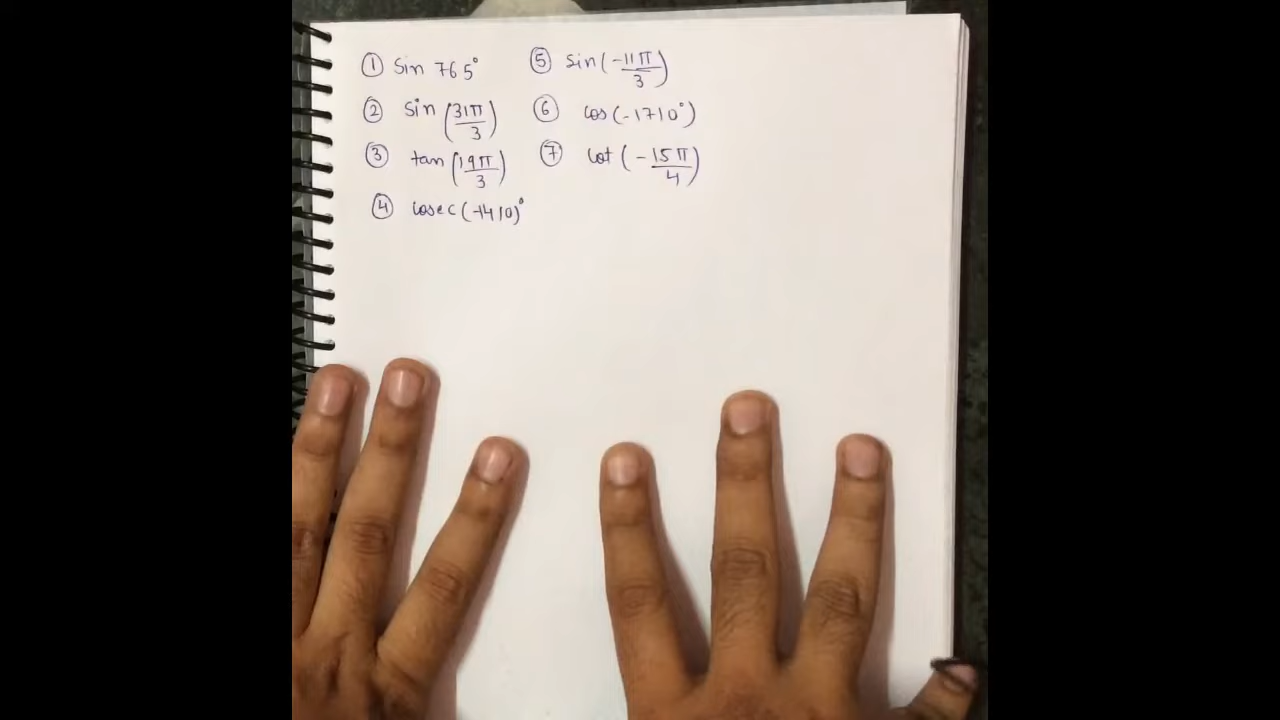 ① Sin 765°
② Sin (31π/3)
③ tan (19π/3)
④ cosec (-1410)°
⑤ Sin (-11π/3)
⑥ cos (-1710°)
⑦ cot (-15π/4)